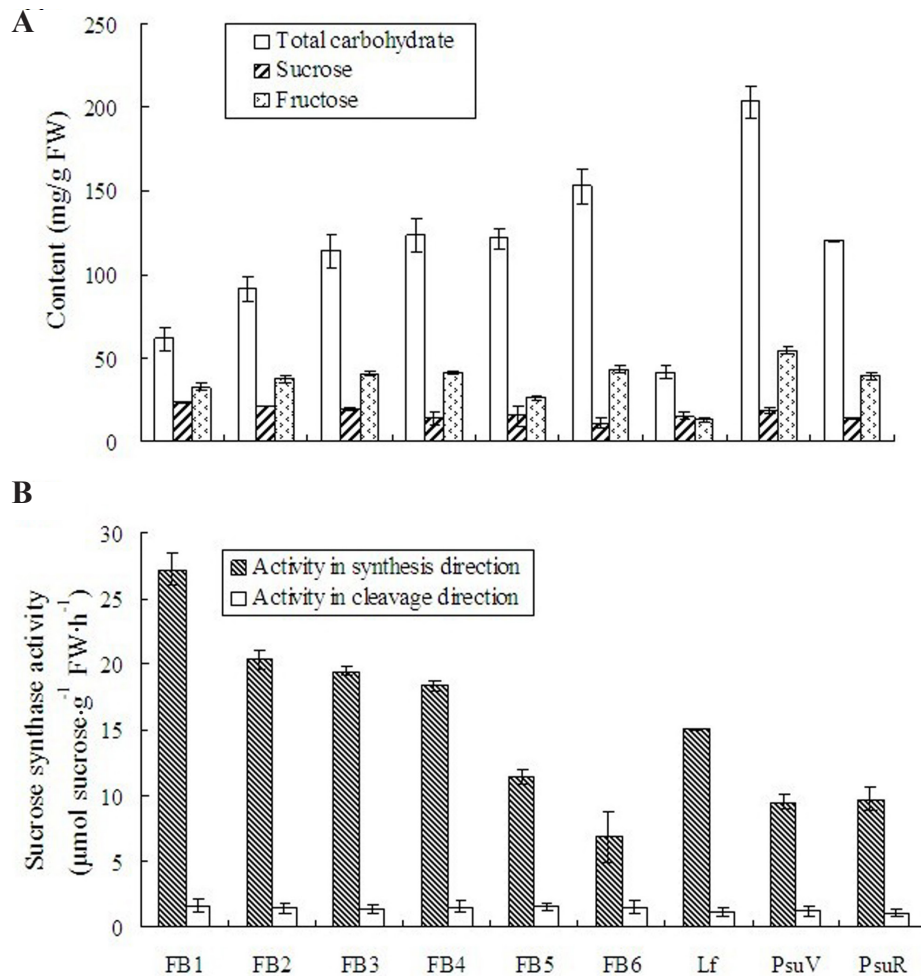 A
250
200
150
100
50
0
Content (mg/g FW)
Total carbohydrate
Sucrose
Fructose
B
30
25
20
15
10
5
0
Sucrose synthase activity
(μmol sucrose·g⁻¹ FW·h⁻¹)
Activity in synthesis direction
Activity in cleavage direction
FB1 FB2 FB3 FB4 FB5 FB6 Lf PsuV PsuR